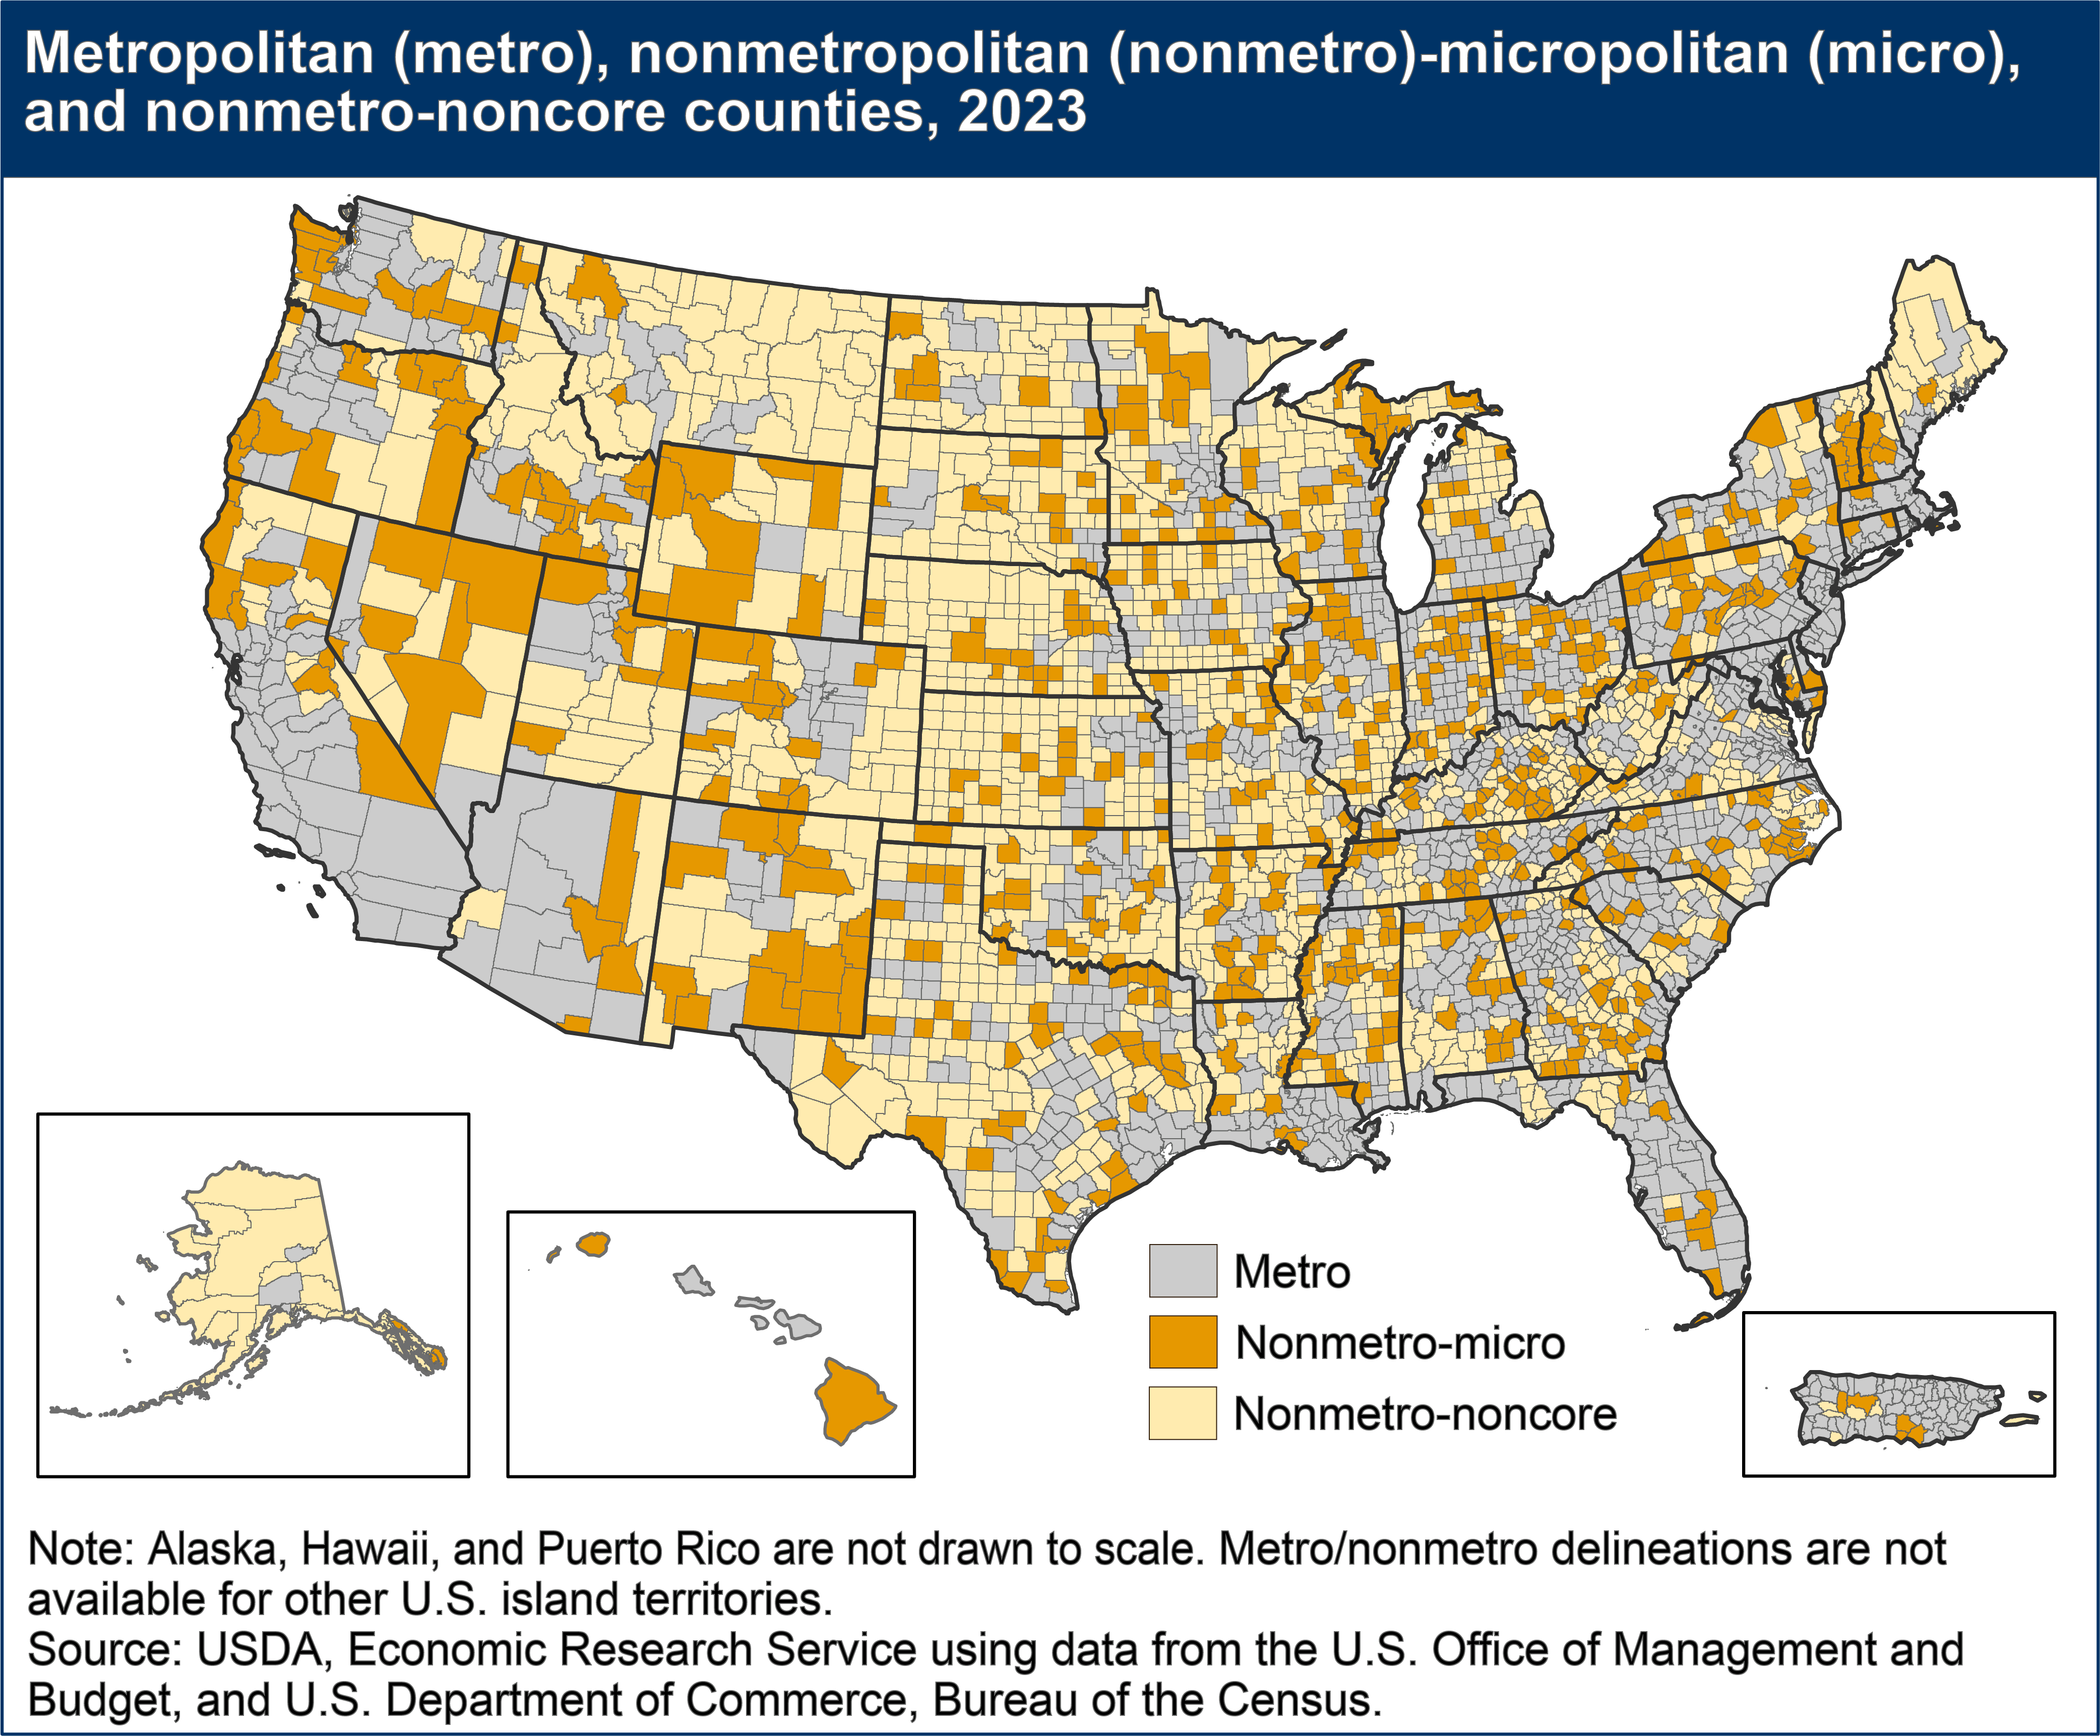 Metropolitan (metro), nonmetropolitan (nonmetro)-micropolitan (micro),
and nonmetro-noncore counties, 2023
Metro
Nonmetro-micro
Nonmetro-noncore
Note: Alaska, Hawaii, and Puerto Rico are not drawn to scale. Metro/nonmetro delineations are not
available for other U.S. island territories.
Source: USDA, Economic Research Service using data from the U.S. Office of Management and
Budget, and U.S. Department of Commerce, Bureau of the Census.